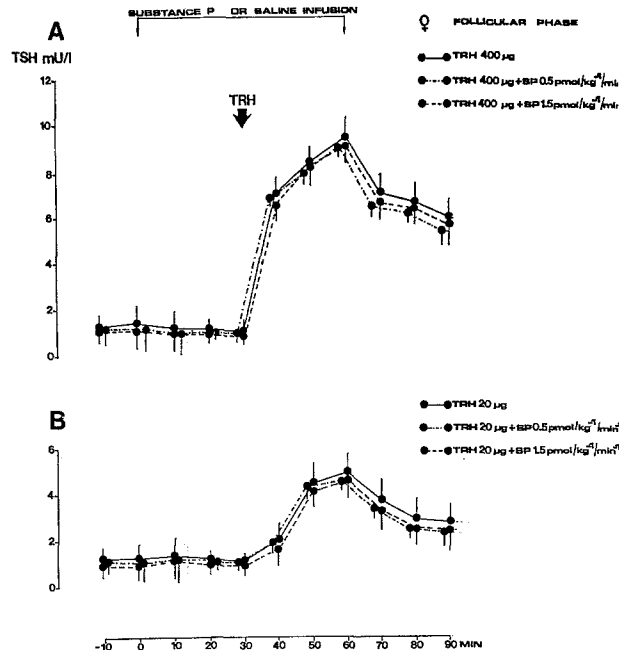 A
SUBSTANCE P OR SALINE INFUSION
♀ FOLLICULAR PHASE
TSH mU/l
TRH 400 µg
TRH 400 µg+SP 0.5 pmol/kg⁻¹/min
TRH 400 µg+SP 1.5 pmol/kg⁻¹/min
TRH
12
10
8
6
4
2
0
B
TRH 20 µg
TRH 20 µg+SP 0.5 pmol/kg⁻¹/min⁻¹
TRH 20 µg+SP 1.5 pmol/kg⁻¹/min⁻¹
6
4
2
0
-10 0 10 20 30 40 50 60 70 80 90 MIN